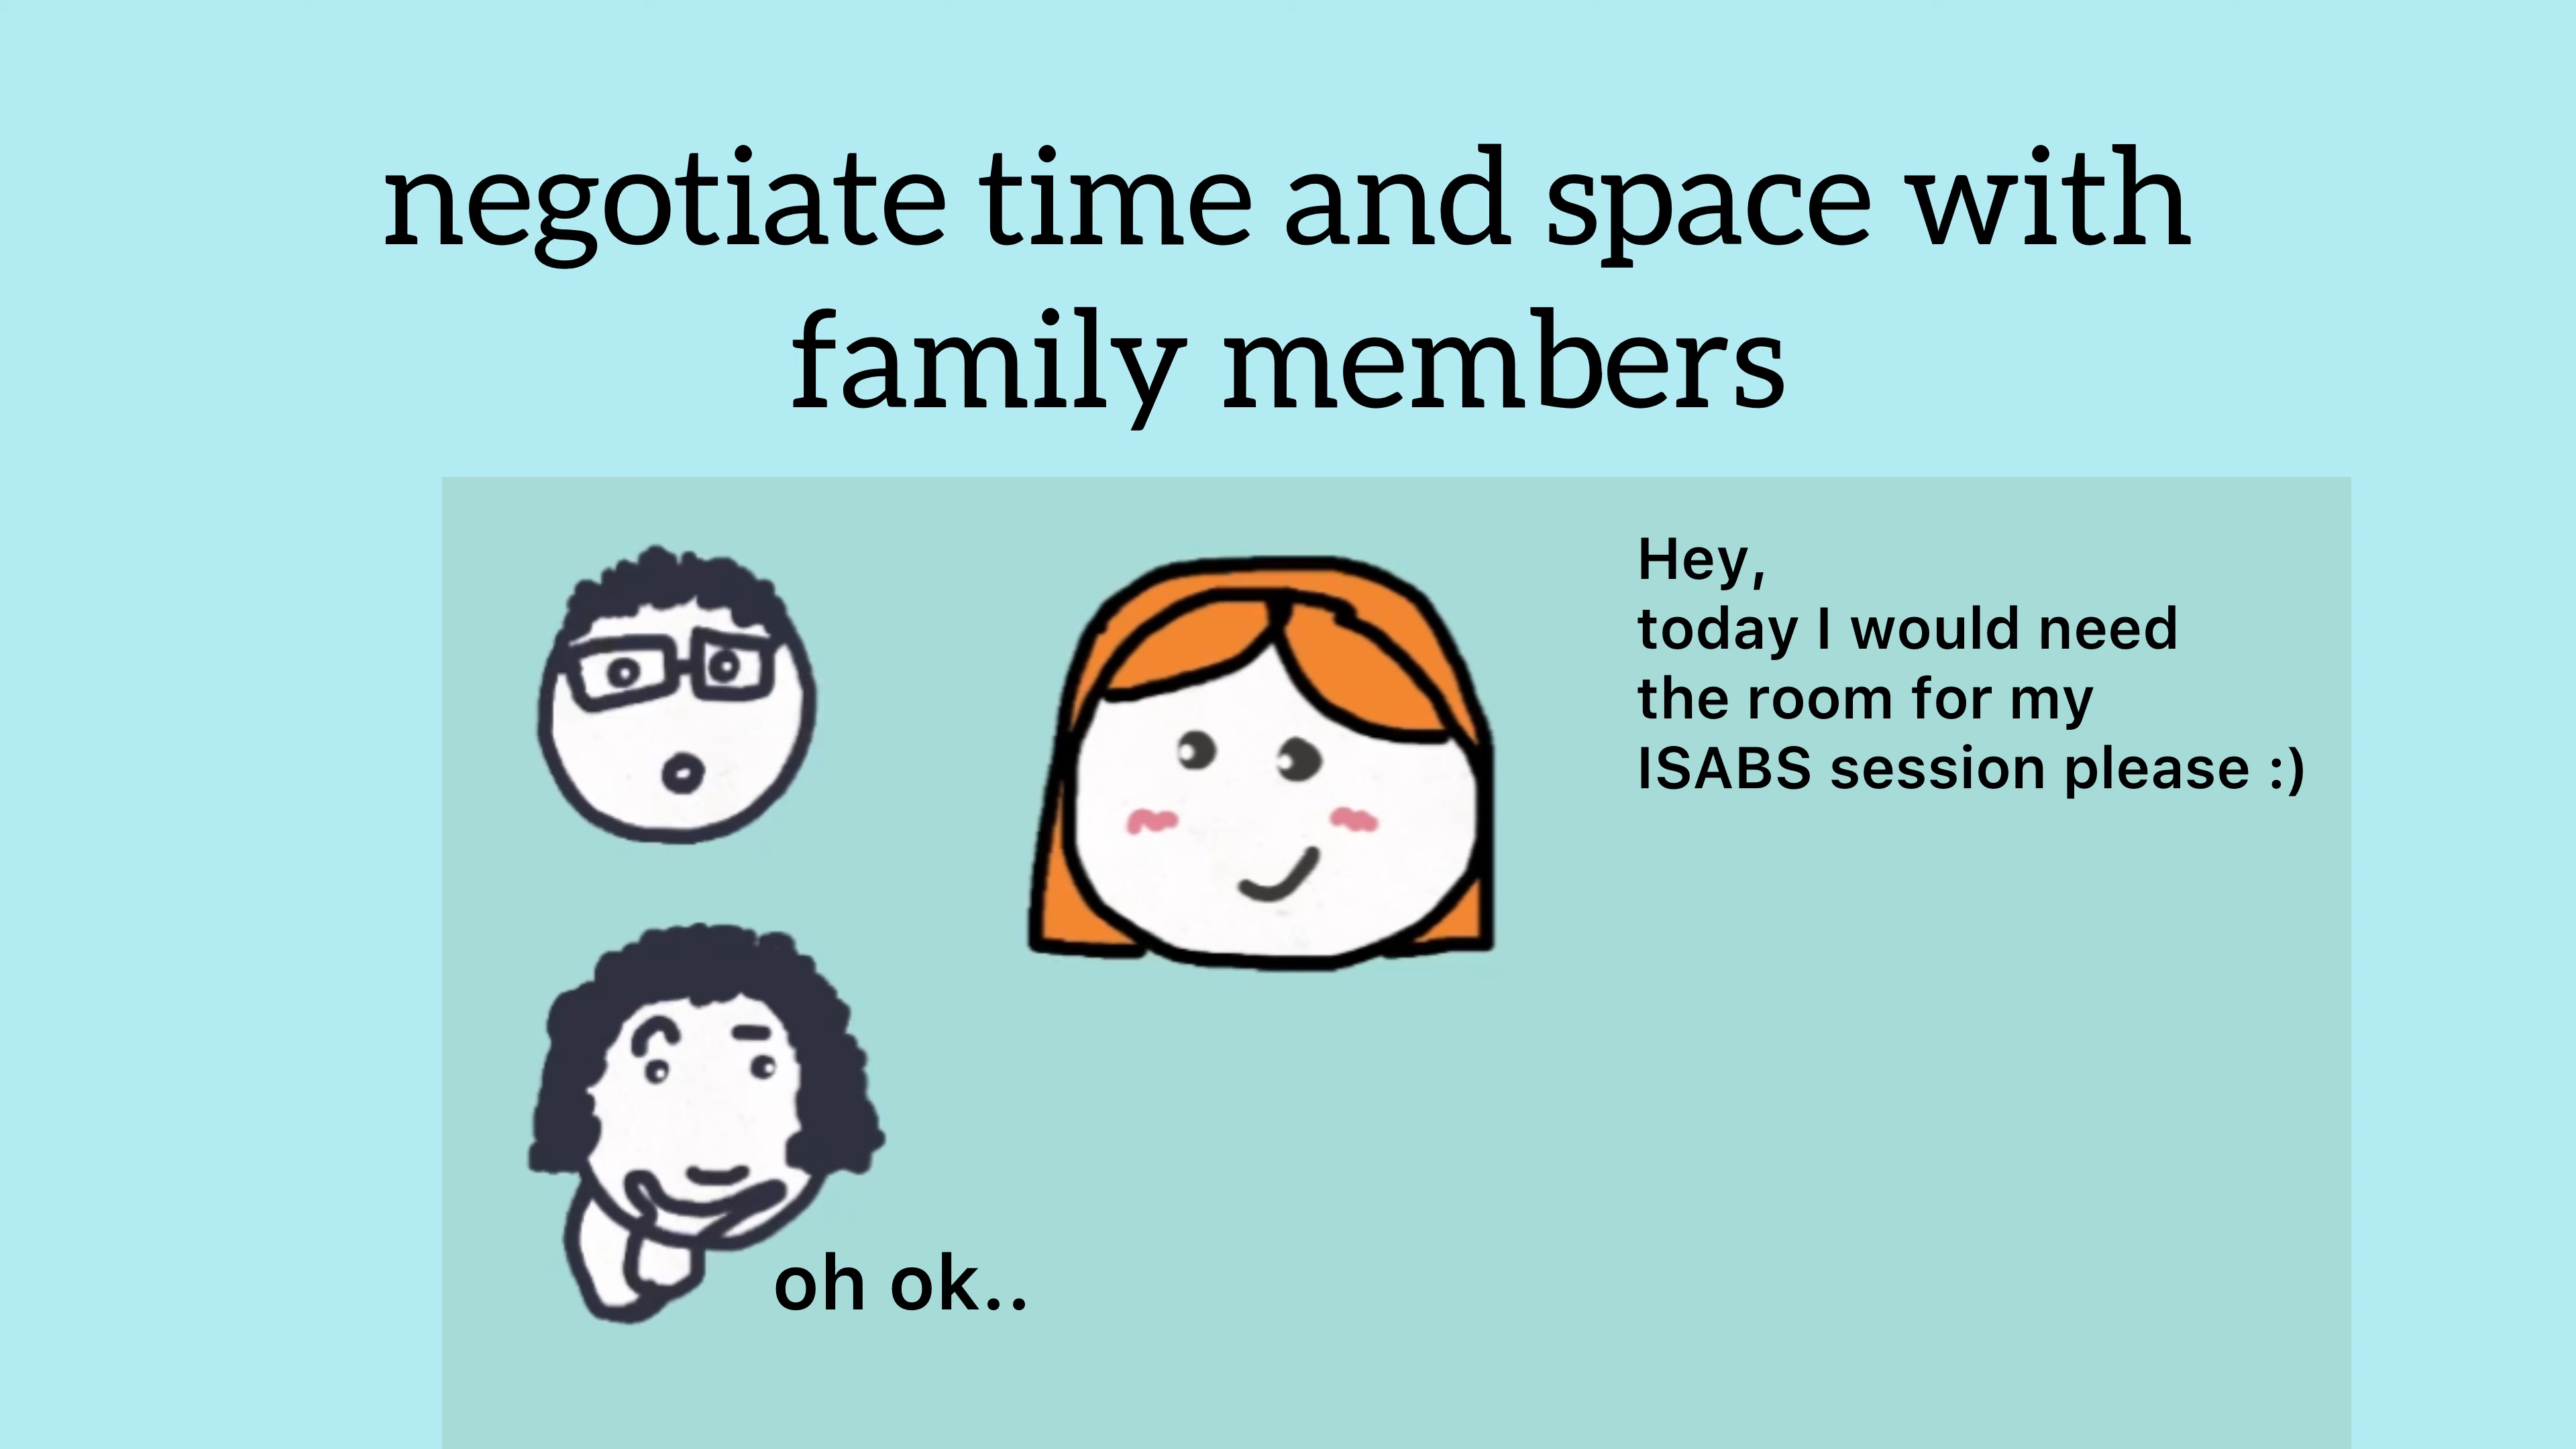 negotiate time and space with
family members
Hey,
today I would need
the room for my
ISABS session please :)
oh ok..